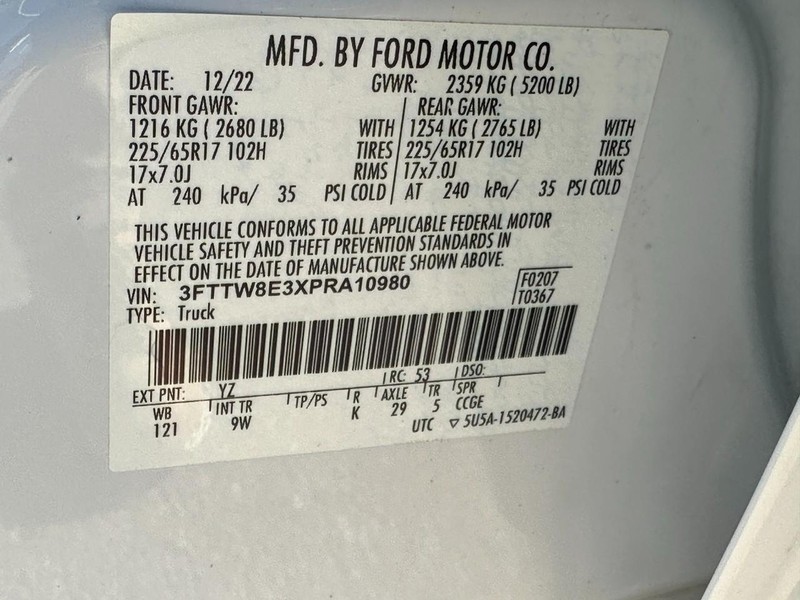 MFD. BY FORD MOTOR CO.
DATE: 12/22 GVWR: 2359 KG ( 5200 LB)
FRONT GAWR: REAR GAWR:
1216 KG ( 2680 LB) WITH 1254 KG ( 2765 LB) WITH
225/65R17 102H TIRES 225/65R17 102H TIRES
17x7.0J RIMS 17x7.0J RIMS
AT 240 kPa/ 35 PSI COLD AT 240 kPa/ 35 PSI COLD
THIS VEHICLE CONFORMS TO ALL APPLICABLE FEDERAL MOTOR
VEHICLE SAFETY AND THEFT PREVENTION STANDARDS IN
EFFECT ON THE DATE OF MANUFACTURE SHOWN ABOVE.
VIN: 3FTTW8E3XPRA10980 F0207
TYPE: Truck T0367
EXT PNT: YZ RC: 53 DSO:
WB INT TR TP/PS R AXLE TR SPR
121 9W K 29 5 CCGE
UTC ▽ 5U5A-1520472-BA